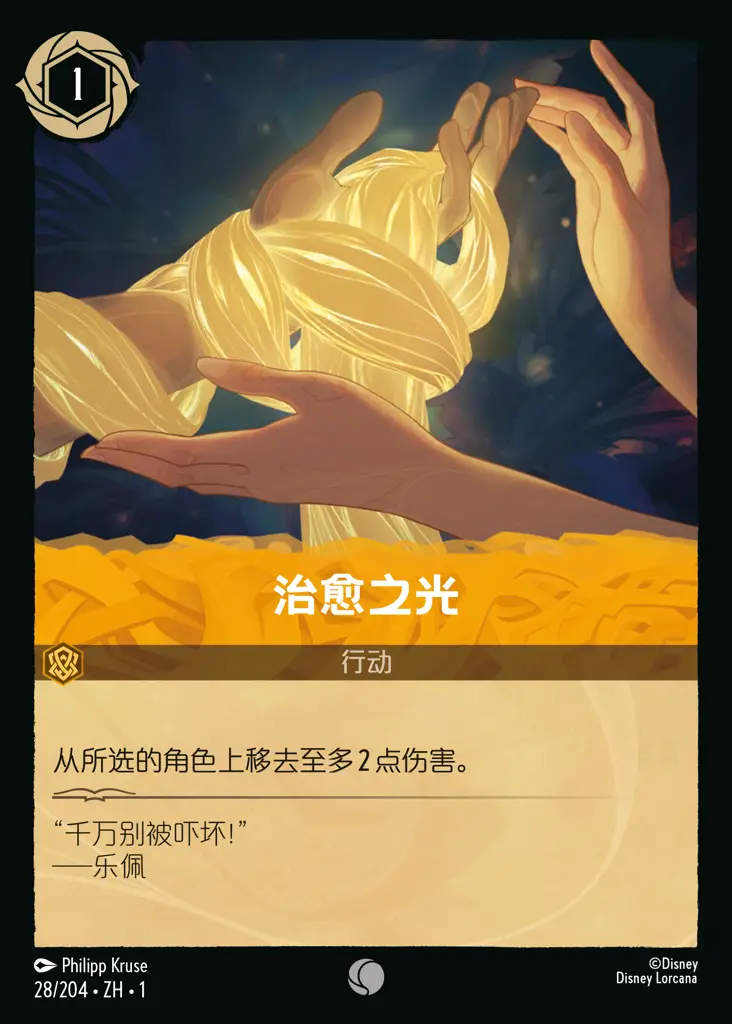 1
治愈之光
行动
从所选的角色上移去至多2点伤害。
“千万别被吓坏!”
——乐佩
Philipp Kruse
28/204 • ZH • 1
©Disney
Disney Lorcana